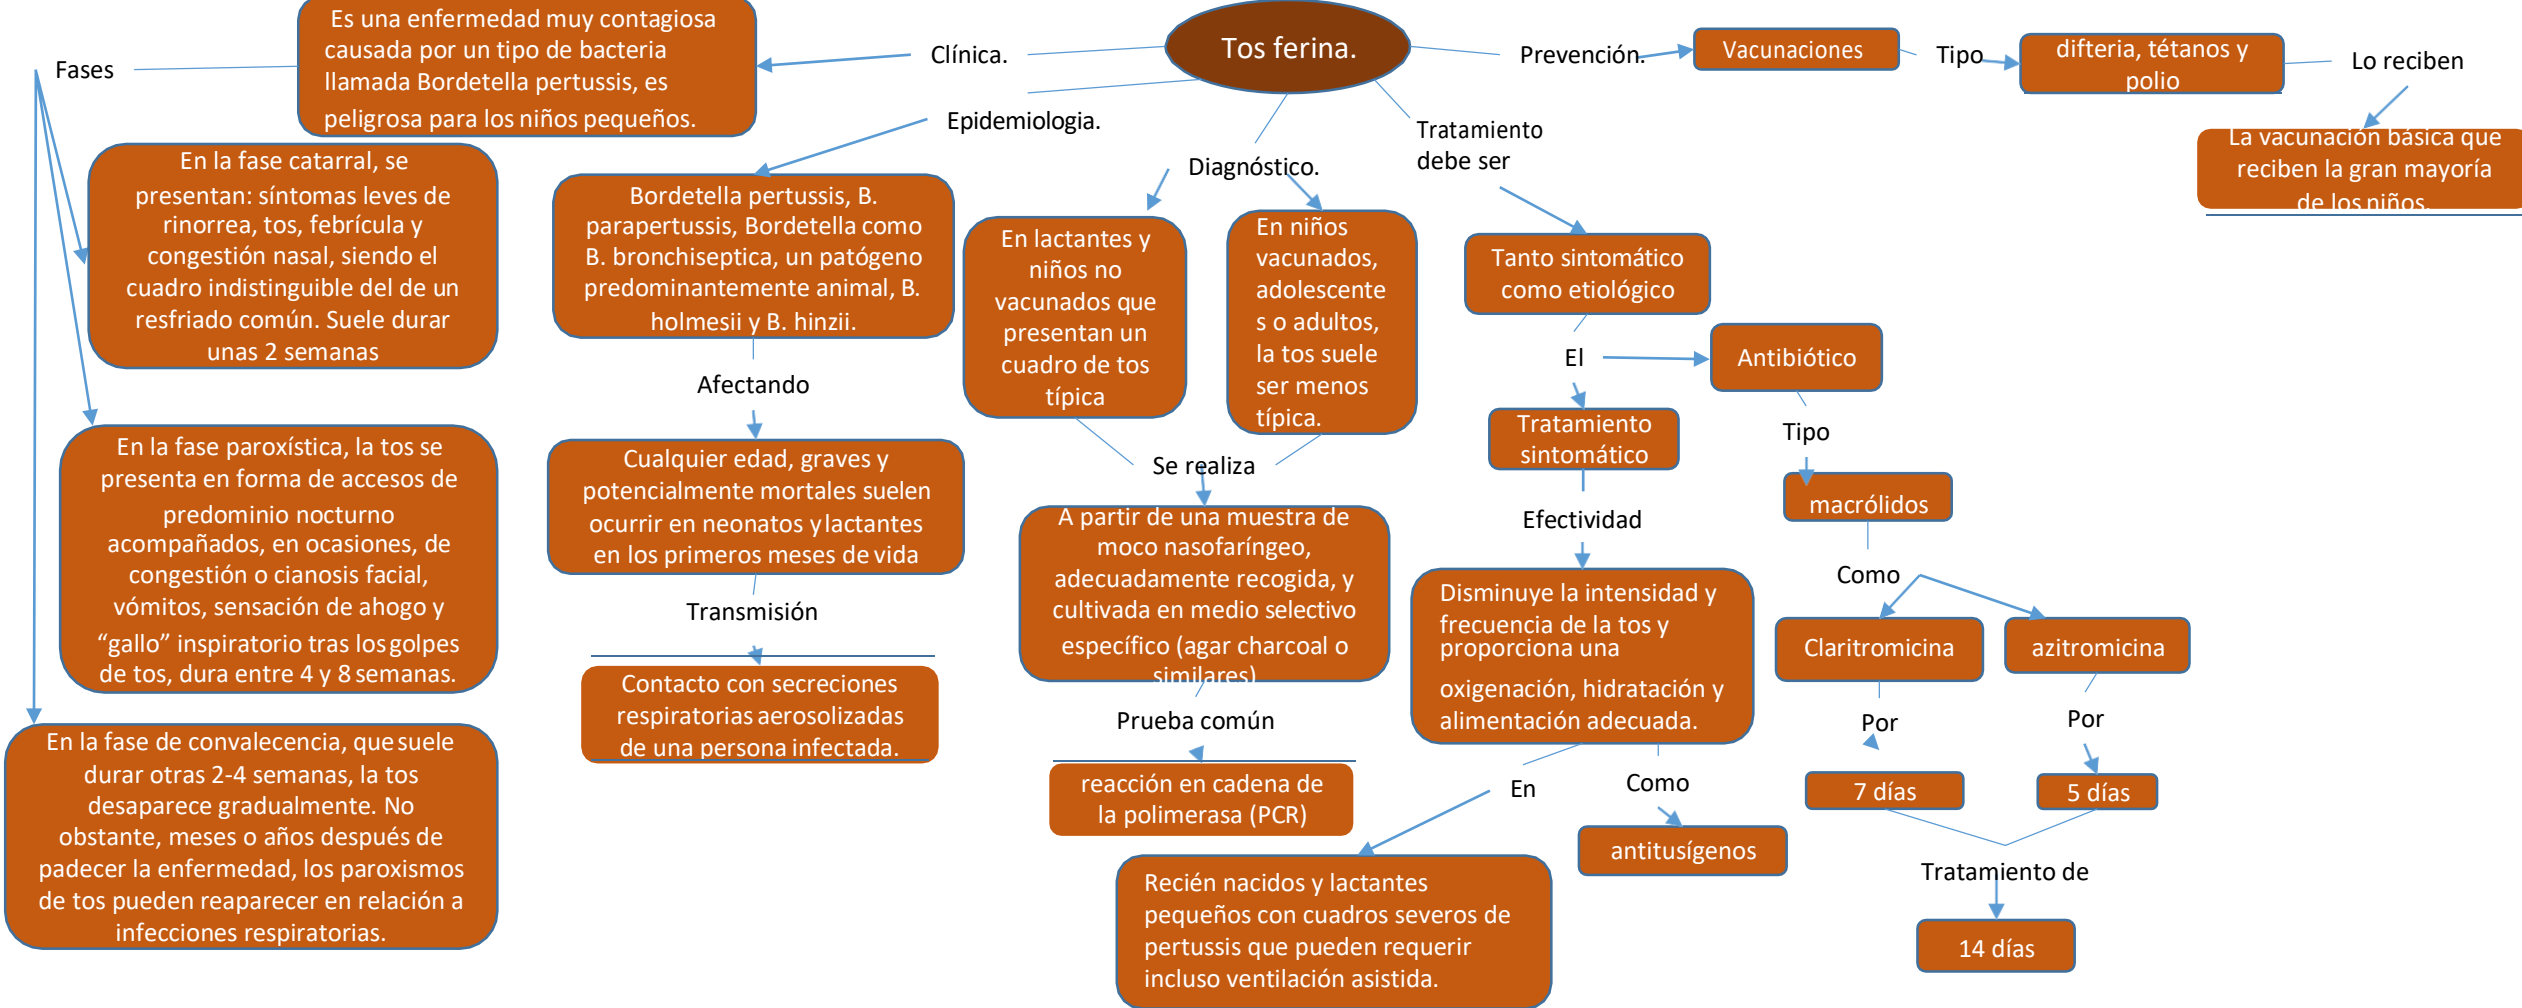 Tos ferina.
Clínica.
Es una enfermedad muy contagiosa
causada por un tipo de bacteria
llamada Bordetella pertussis, es
peligrosa para los niños pequeños.
Fases
En la fase catarral, se
presentan: síntomas leves de
rinorrea, tos, febrícula y
congestión nasal, siendo el
cuadro indistinguible del de un
resfriado común. Suele durar
unas 2 semanas
En la fase paroxística, la tos se
presenta en forma de accesos de
predominio nocturno
acompañados, en ocasiones, de
congestión o cianosis facial,
vómitos, sensación de ahogo y
“gallo” inspiratorio tras los golpes
de tos, dura entre 4 y 8 semanas.
En la fase de convalecencia, que suele
durar otras 2-4 semanas, la tos
desaparece gradualmente. No
obstante, meses o años después de
padecer la enfermedad, los paroxismos
de tos pueden reaparecer en relación a
infecciones respiratorias.
Epidemiologia.
Bordetella pertussis, B.
parapertussis, Bordetella como
B. bronchiseptica, un patógeno
predominantemente animal, B.
holmesii y B. hinzii.
Afectando
Cualquier edad, graves y
potencialmente mortales suelen
ocurrir en neonatos y lactantes
en los primeros meses de vida
Transmisión
Contacto con secreciones
respiratorias aerosolizadas
de una persona infectada.
Diagnóstico.
En lactantes y
niños no
vacunados que
presentan un
cuadro de tos
típica
En niños
vacunados,
adolescente
s o adultos,
la tos suele
ser menos
típica.
Se realiza
A partir de una muestra de
moco nasofaríngeo,
adecuadamente recogida, y
cultivada en medio selectivo
específico (agar charcoal o
similares)
Prueba común
reacción en cadena de
la polimerasa (PCR)
Tratamiento
debe ser
Tanto sintomático
como etiológico
El
Tratamiento
sintomático
Efectividad
Disminuye la intensidad y
frecuencia de la tos y
proporciona una
oxigenación, hidratación y
alimentación adecuada.
En
Recién nacidos y lactantes
pequeños con cuadros severos de
pertussis que pueden requerir
incluso ventilación asistida.
Como
antitusígenos
Antibiótico
Tipo
macrólidos
Como
Claritromicina
Por
7 días
azitromicina
Por
5 días
Tratamiento de
14 días
Prevención.
Vacunaciones
Tipo
difteria, tétanos y
polio
Lo reciben
La vacunación básica que
reciben la gran mayoría
de los niños.